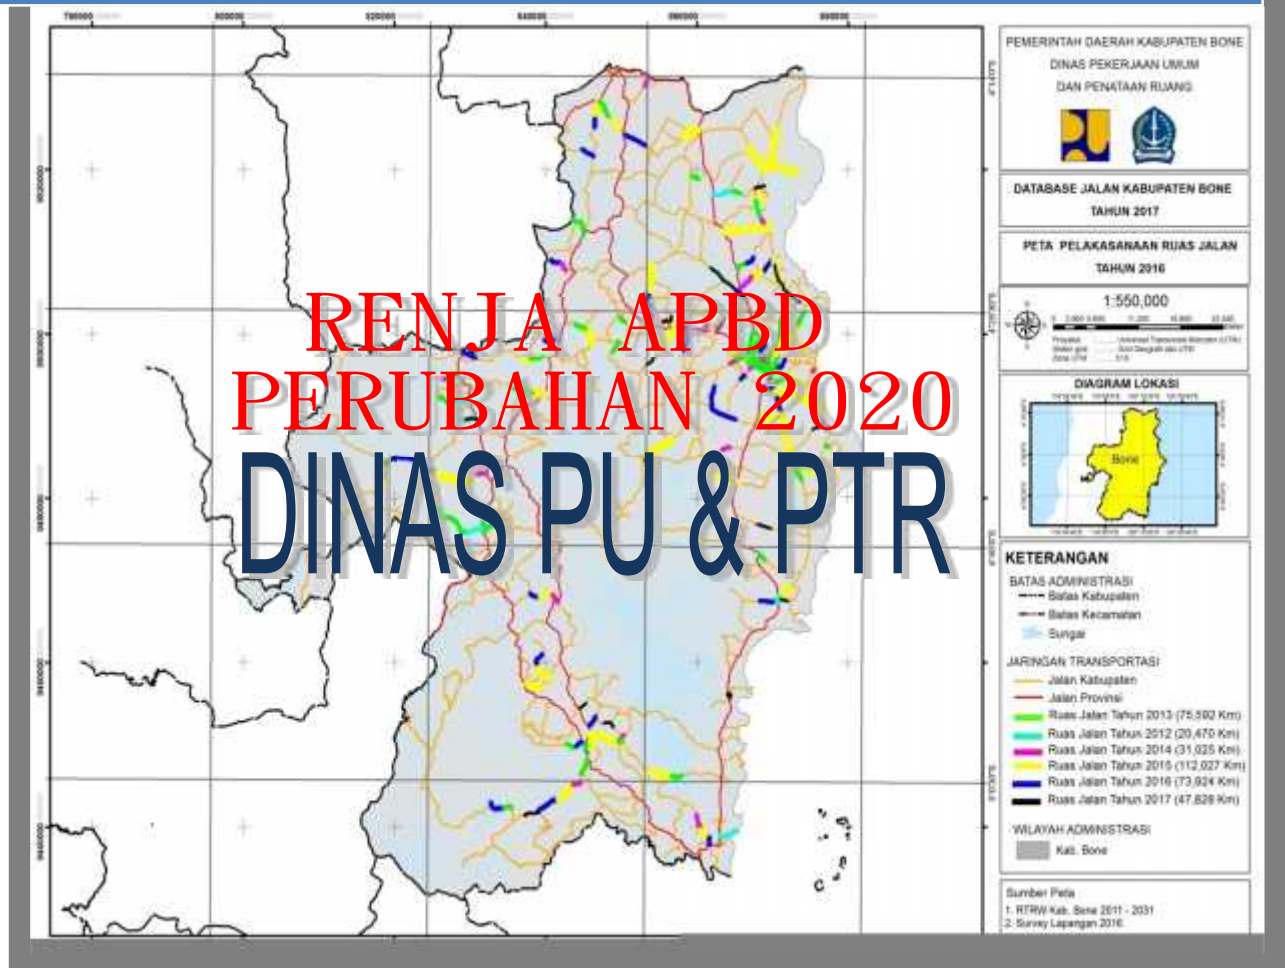 RENJA APBD
PERUBAHAN 2020
DINAS PU & PTR
PEMERINTAH DAERAH KABUPATEN BONE
DINAS PEKERJAAN UMUM
DAN PENATAAN RUANG
DATABASE JALAN KABUPATEN BONE
TAHUN 2017
PETA PELAKASANAAN RUAS JALAN
TAHUN 2016
1:550,000
DIAGRAM LOKASI
Bone
KETERANGAN
BATAS ADMINISTRASI
Batas Kabupaten
Batas Kecamatan
Sungai
JARINGAN TRANSPORTASI
Jalan Kabupaten
Jalan Provinsi
Ruas Jalan Tahun 2013 (75,592 Km)
Ruas Jalan Tahun 2012 (20,470 Km)
Ruas Jalan Tahun 2014 (31,025 Km)
Ruas Jalan Tahun 2015 (112,027 Km)
Ruas Jalan Tahun 2016 (73,924 Km)
Ruas Jalan Tahun 2017 (47,828 Km)
WILAYAH ADMINISTRASI
Kab. Bone
Sumber Peta
1. RTRW Kab. Bone 2011 - 2031
2. Survey Lapangan 2016